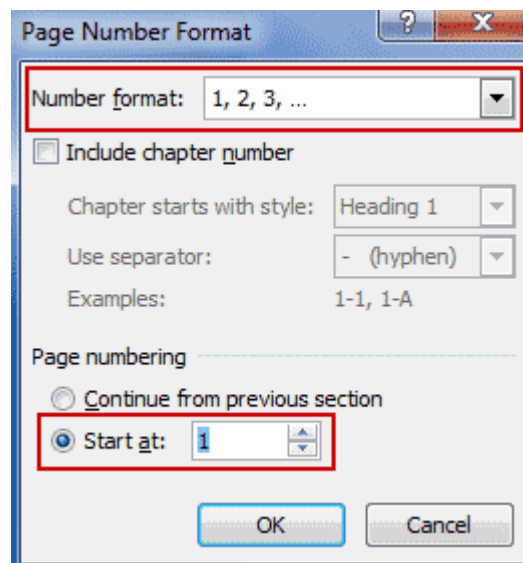 Page Number Format ?
Number format: 1, 2, 3, ...
Include chapter number
Chapter starts with style: Heading 1
Use separator: - (hyphen)
Examples: 1-1, 1-A
Page numbering
Continue from previous section
Start at: 1
OK Cancel